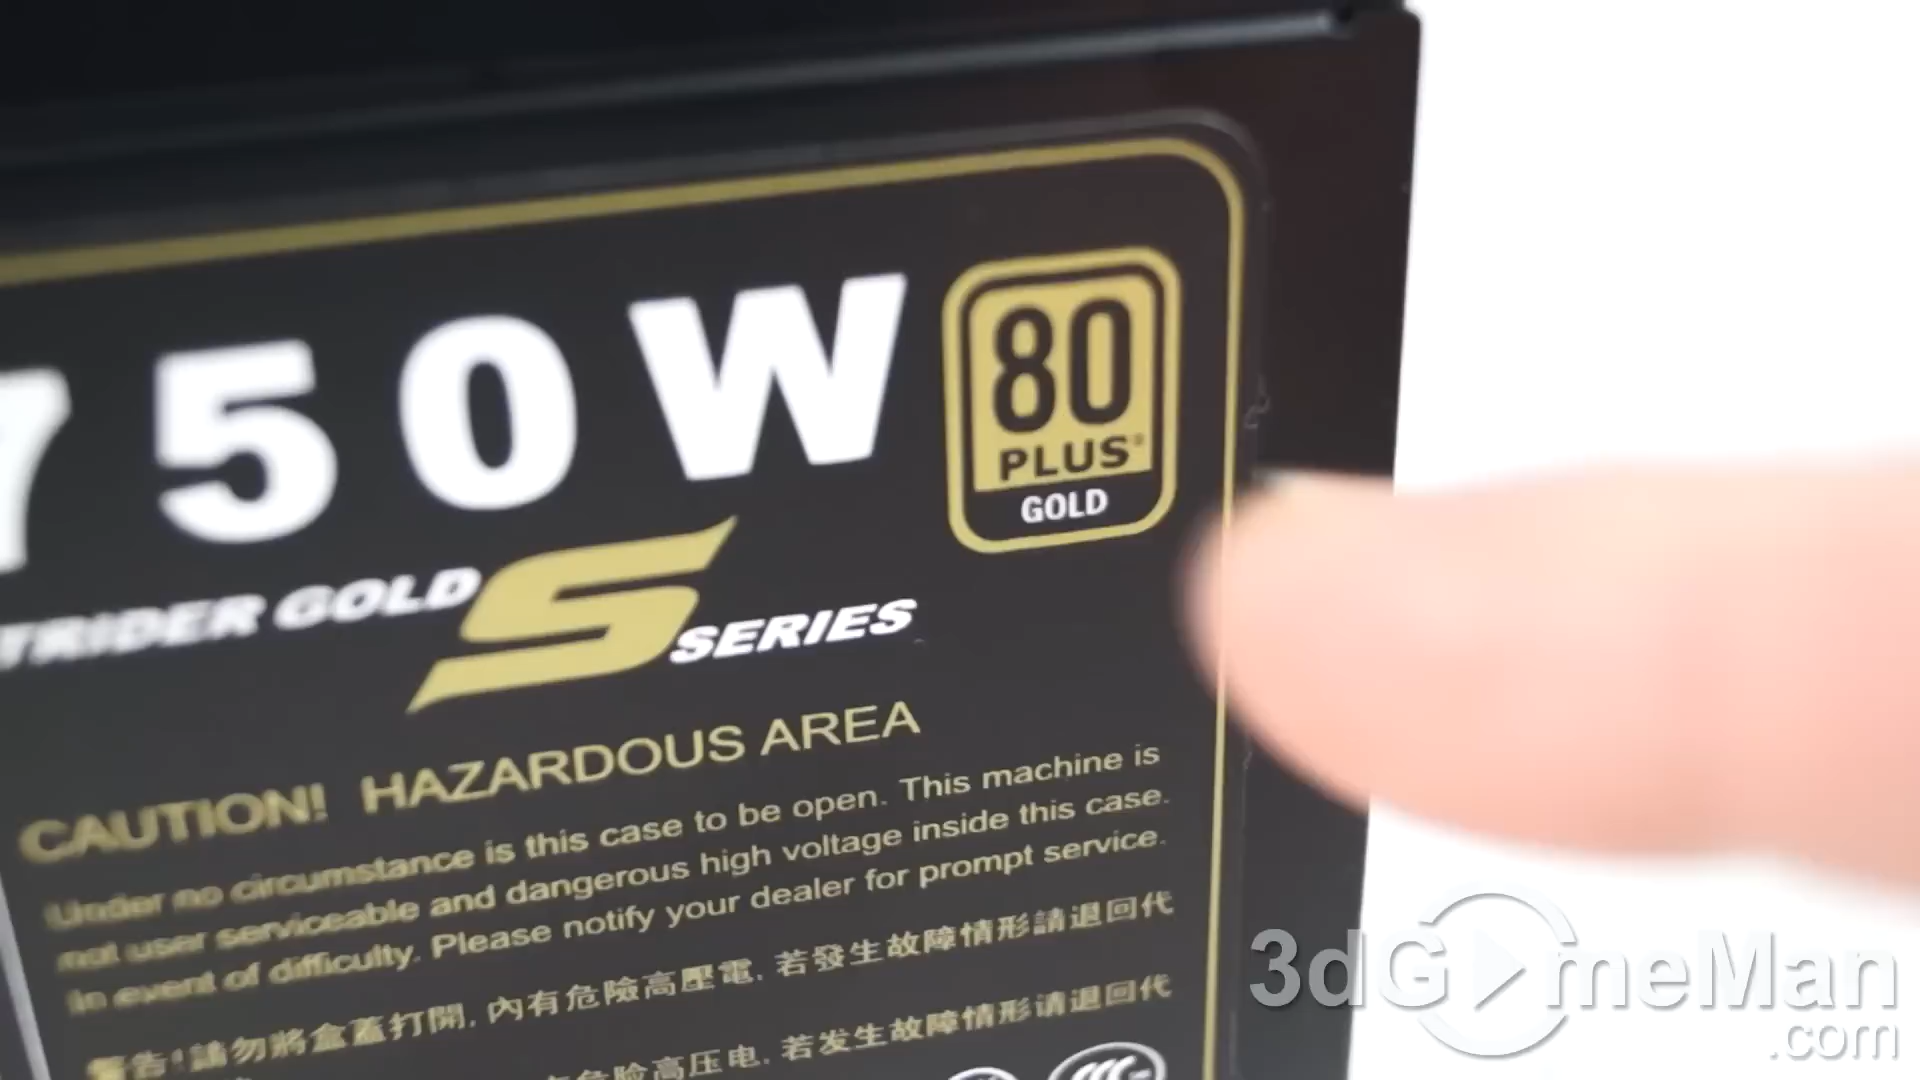 750W
80
PLUS®
GOLD
TRIDER GOLD S SERIES
CAUTION! HAZARDOUS AREA
Under no circumstance is this case to be open. This machine is
not user serviceable and dangerous high voltage inside this case.
In event of difficulty. Please notify your dealer for prompt service.
警告!請勿將盒蓋打開, 內有危險高壓電, 若發生故障情形請退回代
危险高压电, 若发生故障情形请退回代
3dGameMan
.com